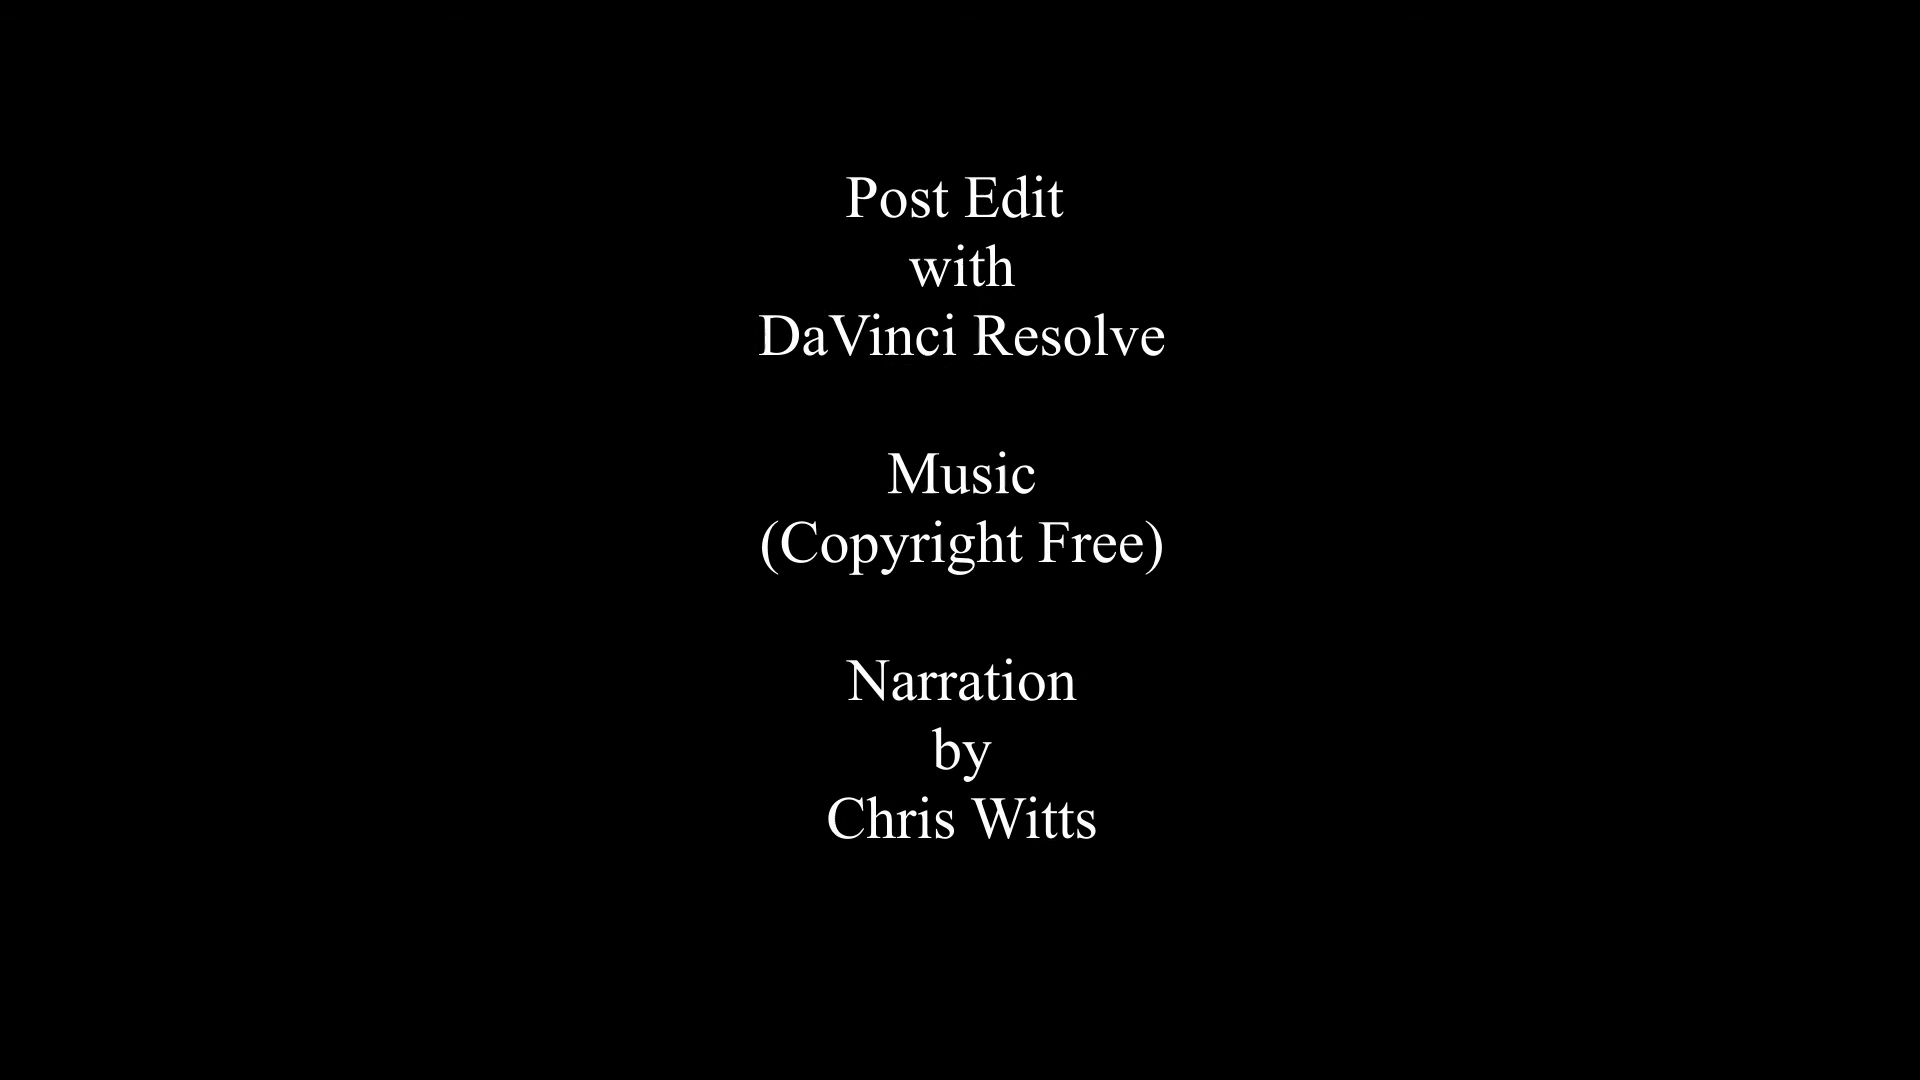 Post Edit
with
DaVinci Resolve
Music
(Copyright Free)
Narration
by
Chris Witts